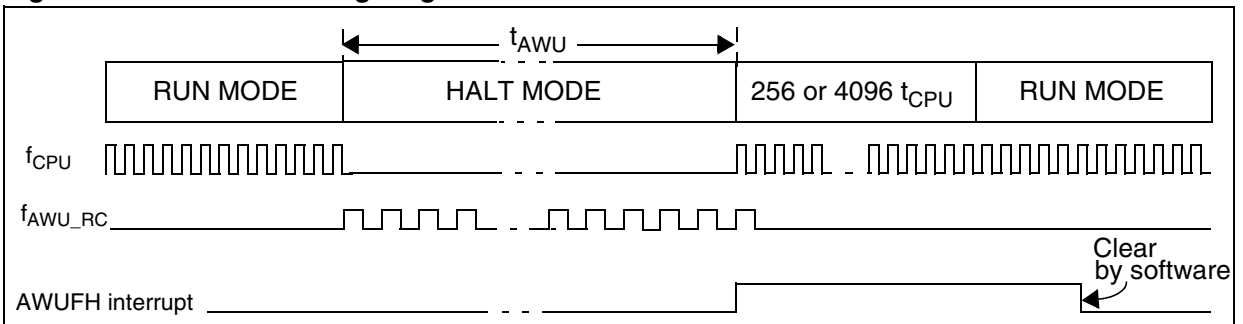 tAWU
RUN MODE
HALT MODE
256 or 4096 tCPU
RUN MODE
fCPU
fAWU_RC
Clear
by software
AWUFH interrupt